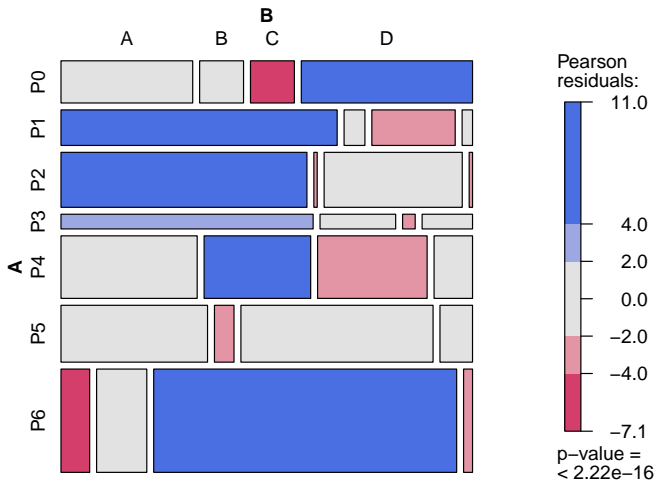 B
A B C D
A
P0
P1
P2
P3
P4
P5
P6
Pearson
residuals:
11.0
4.0
2.0
0.0
−2.0
−4.0
−7.1
p−value =
< 2.22e−16